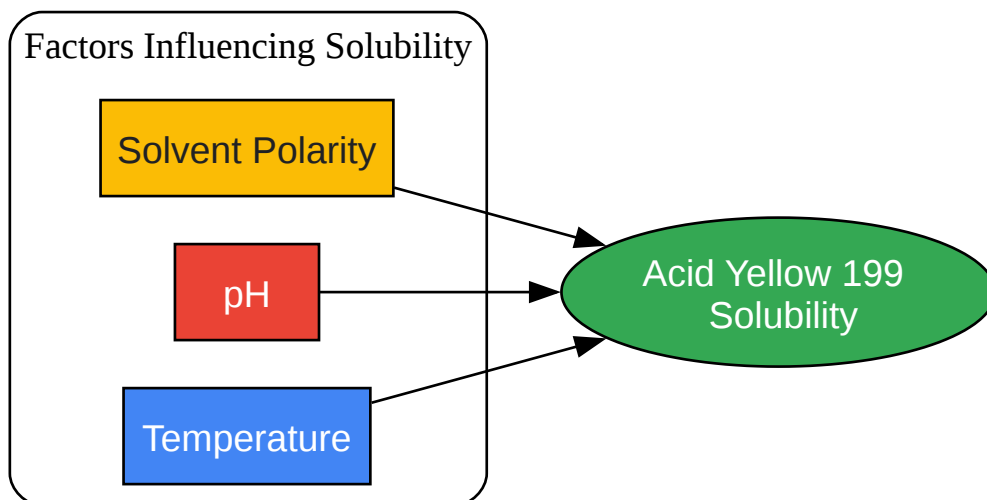 Factors Influencing Solubility
Solvent Polarity
pH
Temperature
Acid Yellow 199
Solubility